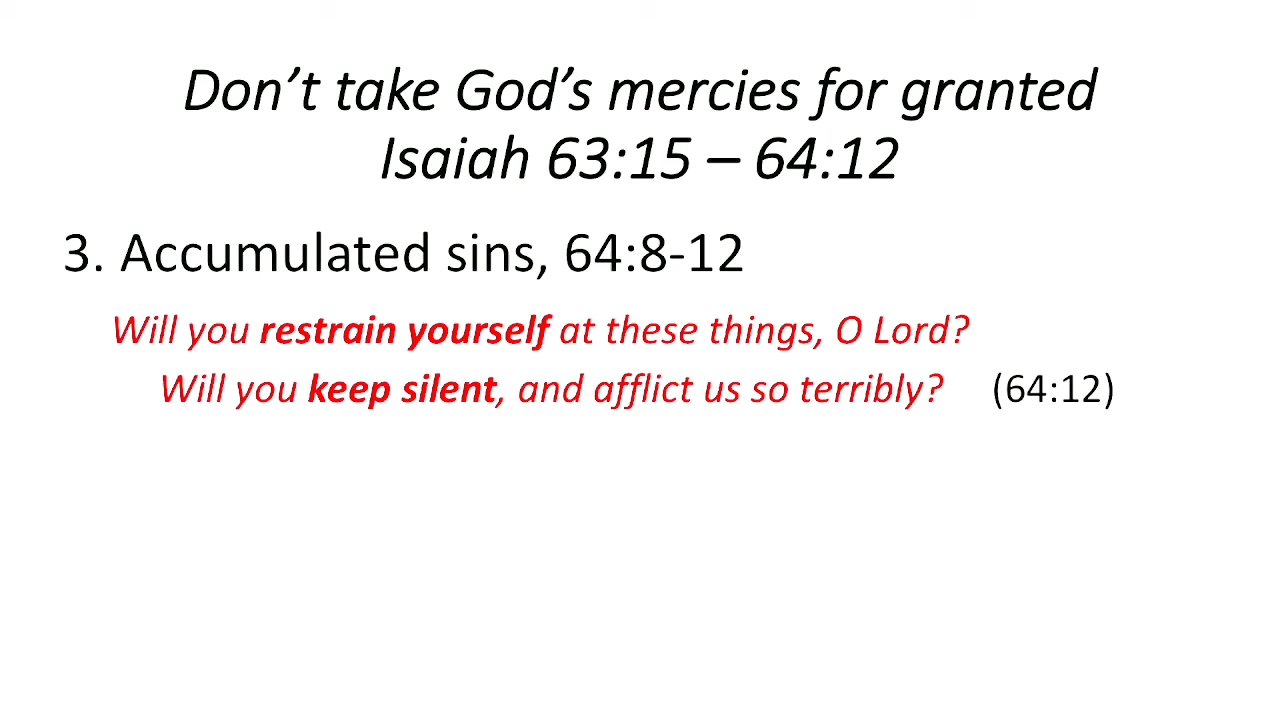 Don’t take God’s mercies for granted
Isaiah 63:15 – 64:12
3. Accumulated sins, 64:8-12
Will you restrain yourself at these things, O Lord?
Will you keep silent, and afflict us so terribly? (64:12)